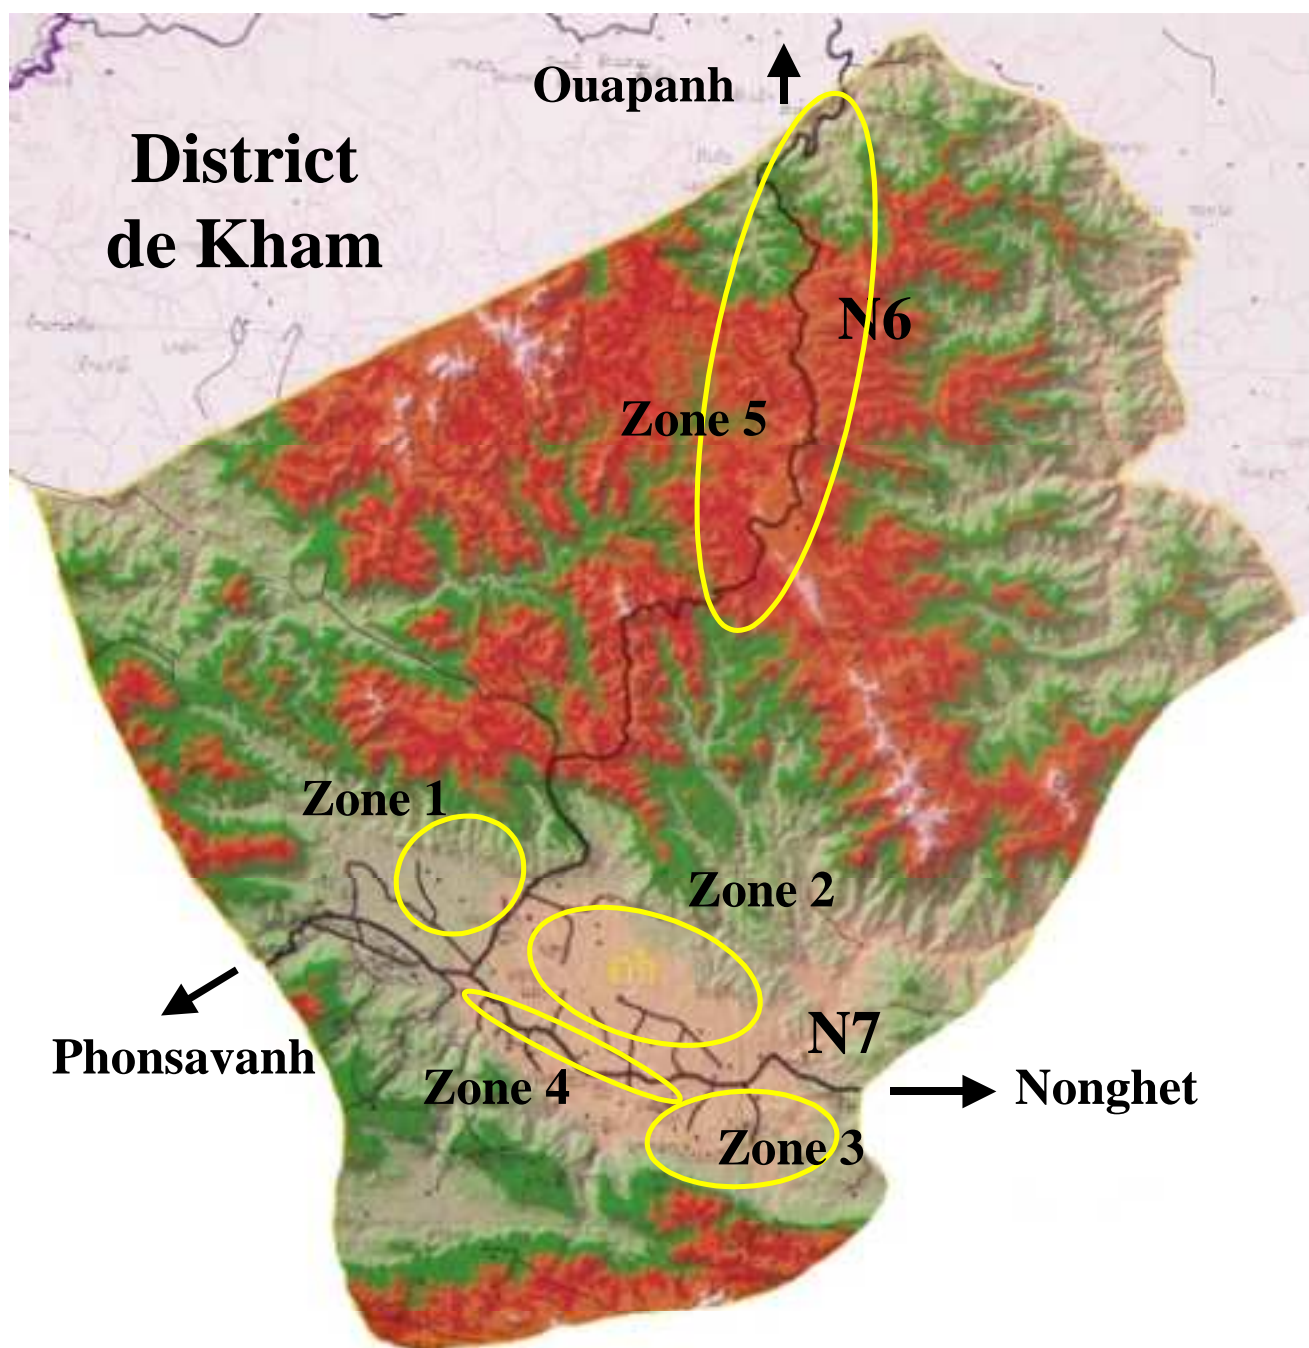 Ouapanh
District
de Kham
N6
Zone 5
Zone 1
Zone 2
N7
Phonsavanh
Zone 4
Nonghet
Zone 3